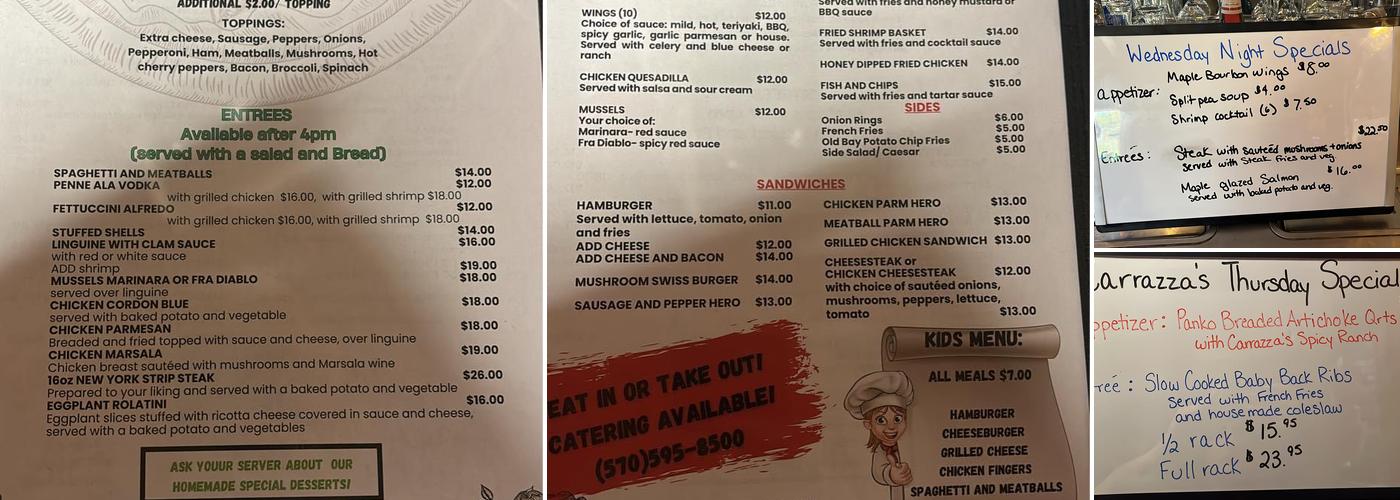 ADDITIONAL $2.00/ TOPPING
TOPPINGS:
Extra cheese, Sausage, Peppers, Onions,
Pepperoni, Ham, Meatballs, Mushrooms, Hot
cherry peppers, Bacon, Broccoli, Spinach
ENTREES
Available after 4pm
(served with a salad and Bread)
SPAGHETTI AND MEATBALLS $14.00
PENNE ALA VODKA $12.00
with grilled chicken $16.00, with grilled shrimp $18.00
FETTUCCINI ALFREDO $12.00
with grilled chicken $16.00, with grilled shrimp $18.00
STUFFED SHELLS $14.00
LINGUINE WITH CLAM SAUCE $16.00
with red or white sauce
ADD shrimp $19.00
MUSSELS MARINARA OR FRA DIABLO $18.00
served over linguine
CHICKEN CORDON BLUE $18.00
served with baked potato and vegetable
CHICKEN PARMESAN $18.00
Breaded and fried topped with sauce and cheese, over linguine
CHICKEN MARSALA $19.00
Chicken breast sautéed with mushrooms and Marsala wine
16oz NEW YORK STRIP STEAK $26.00
Prepared to your liking and served with a baked potato and vegetable
EGGPLANT ROLATINI $16.00
Eggplant slices stuffed with ricotta cheese covered in sauce and cheese,
served with a baked potato and vegetables
ASK YOUUR SERVER ABOUT OUR
HOMEMADE SPECIAL DESSERTS!
WINGS (10) $12.00
Choice of sauce: mild, hot, teriyaki, BBQ,
spicy garlic, garlic parmesan or house.
Served with celery and blue cheese or
ranch
CHICKEN QUESADILLA $12.00
Served with salsa and sour cream
MUSSELS $12.00
Your choice of:
Marinara- red sauce
Fra Diablo- spicy red sauce
Served with fries and honey mustard or
BBQ sauce
FRIED SHRIMP BASKET $14.00
Served with fries and cocktail sauce
HONEY DIPPED FRIED CHICKEN $14.00
FISH AND CHIPS $15.00
Served with fries and tartar sauce
SIDES
Onion Rings $6.00
French Fries $5.00
Old Bay Potato Chip Fries $5.00
Side Salad/ Caesar $5.00
SANDWICHES
HAMBURGER $11.00
Served with lettuce, tomato, onion
and fries
ADD CHEESE $12.00
ADD CHEESE AND BACON $14.00
MUSHROOM SWISS BURGER $14.00
SAUSAGE AND PEPPER HERO $13.00
CHICKEN PARM HERO $13.00
MEATBALL PARM HERO $13.00
GRILLED CHICKEN SANDWICH $13.00
CHEESESTEAK or
CHICKEN CHEESESTEAK $12.00
with choice of sautéed onions,
mushrooms, peppers, lettuce,
tomato $13.00
EAT IN OR TAKE OUT!
CATERING AVAILABLE!
(570)595-8500
KIDS MENU:
ALL MEALS $7.00
HAMBURGER
CHEESEBURGER
GRILLED CHEESE
CHICKEN FINGERS
SPAGHETTI AND MEATBALLS
Wednesday Night Specials
Maple Bourbon wings $8.00
appetizer:
Split pea soup $4.00
Shrimp cocktail (6) $7.50
$22.50
Entrées: Steak with sauteéd mushrooms + onions
served with Steak fries and veg
Maple glazed Salmon $16.00
served with baked potato and veg.
arrazza's Thursday Special
ppetizer: Panko Breaded Artichoke Qrts
with Carrazza's Spicy Ranch
reé: Slow Cooked Baby Back Ribs
served with French Fries
and housemade coleslaw
1/2 rack $15.95
Full rack $23.95